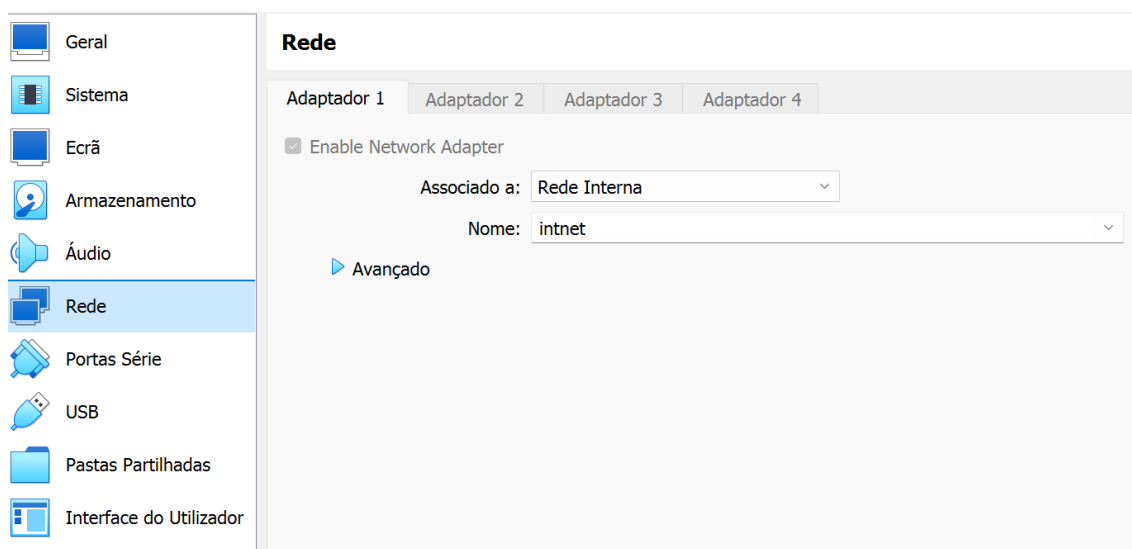 Geral
Sistema
Ecrã
Armazenamento
Áudio
Rede
Portas Série
USB
Pastas Partilhadas
Interface do Utilizador
Rede
Adaptador 1 Adaptador 2 Adaptador 3 Adaptador 4
Enable Network Adapter
Associado a: Rede Interna
Nome: intnet
Avançado